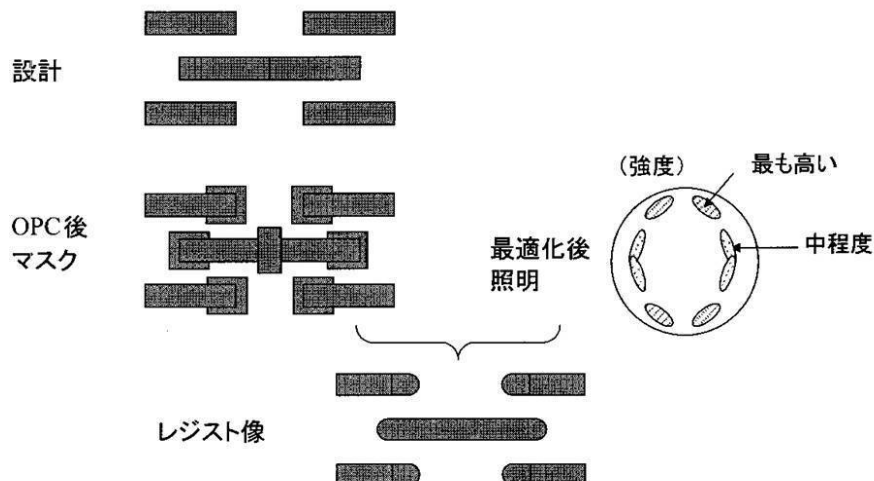 設計
OPC後
マスク
(強度)
最も高い
中程度
最適化後
照明
レジスト像